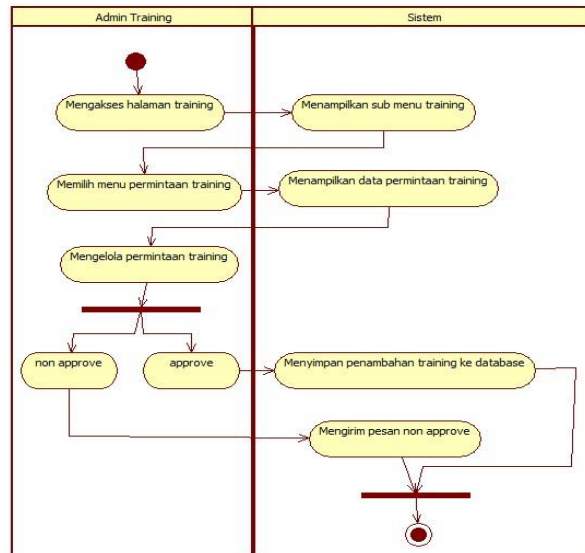 Admin Training
Sistem
Mengakses halaman training
Menampilkan sub menu training
Memilih menu permintaan training
Menampilkan data permintaan training
Mengelola permintaan training
non approve
approve
Menyimpan penambahan training ke database
Mengirim pesan non approve